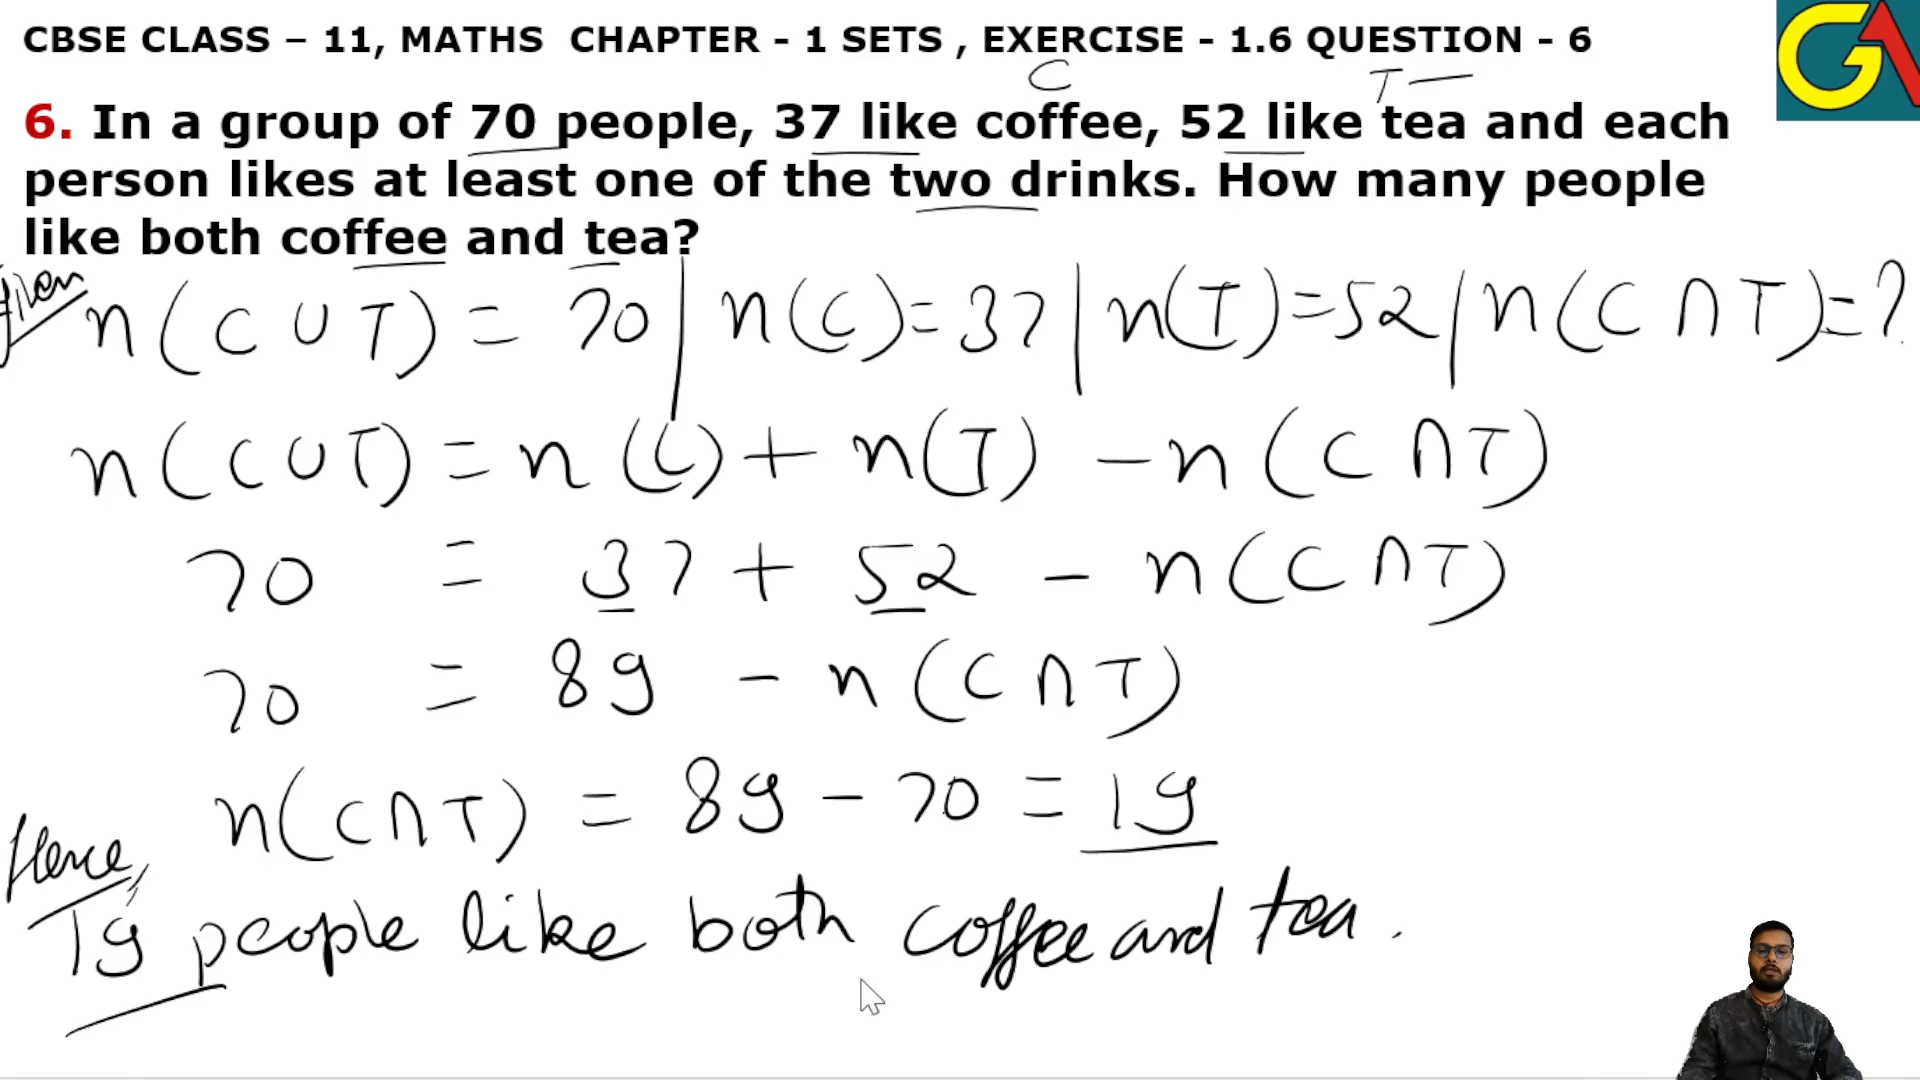 CBSE CLASS – 11, MATHS CHAPTER - 1 SETS , EXERCISE - 1.6 QUESTION - 6
C T
6. In a group of 70 people, 37 like coffee, 52 like tea and each
person likes at least one of the two drinks. How many people
like both coffee and tea?
Given n(C∪T) = 70 | n(C)=37 | n(T)=52 | n(C∩T)=?
n(C∪T) = n(C) + n(T) - n(C∩T)
70 = 37 + 52 - n(C∩T)
70 = 89 - n(C∩T)
n(C∩T) = 89 - 70 = 19
Hence,
19 people like both coffee and tea.
GA